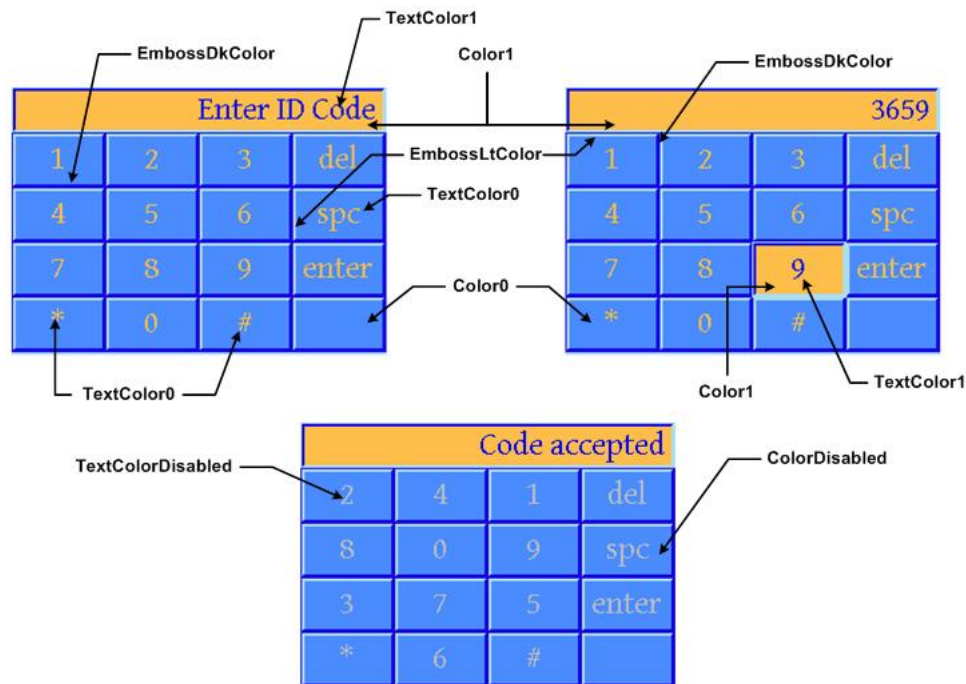 TextColor1
EmbossDkColor
Color1
EmbossDkColor
Enter ID Code
3659
1 2 3 del
EmbossLtColor
1 2 3 del
4 5 6 spc
TextColor0
4 5 6 spc
7 8 9 enter
Color0
7 8 9 enter
* 0 #
* 0 #
TextColor0
Color1
TextColor1
Code accepted
TextColorDisabled
ColorDisabled
2 4 1 del
8 0 9 spc
3 7 5 enter
* 6 #